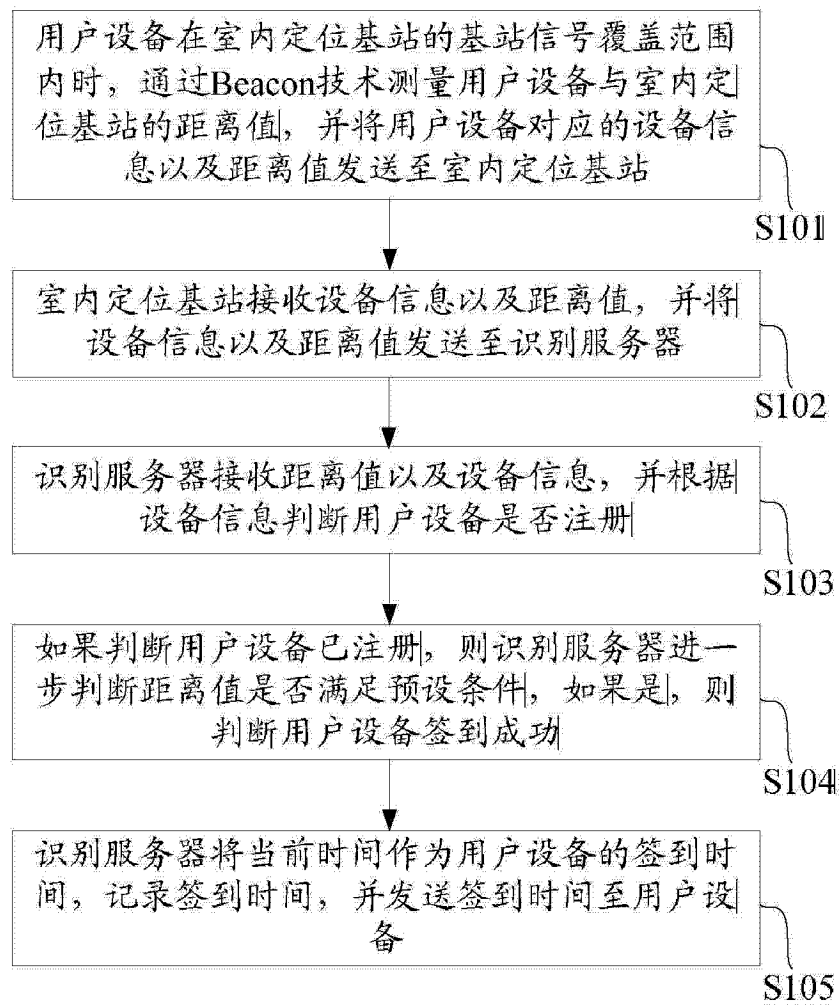 用户设备在室内定位基站的基站信号覆盖范围
内时，通过Beacon技术测量用户设备与室内定
位基站的距离值，并将用户设备对应的设备信
息以及距离值发送至室内定位基站
S101
室内定位基站接收设备信息以及距离值，并将
设备信息以及距离值发送至识别服务器
S102
识别服务器接收距离值以及设备信息，并根据
设备信息判断用户设备是否注册
S103
如果判断用户设备已注册，则识别服务器进一
步判断距离值是否满足预设条件，如果是，则
判断用户设备签到成功
S104
识别服务器将当前时间作为用户设备的签到时
间，记录签到时间，并发送签到时间至用户设
备
S105